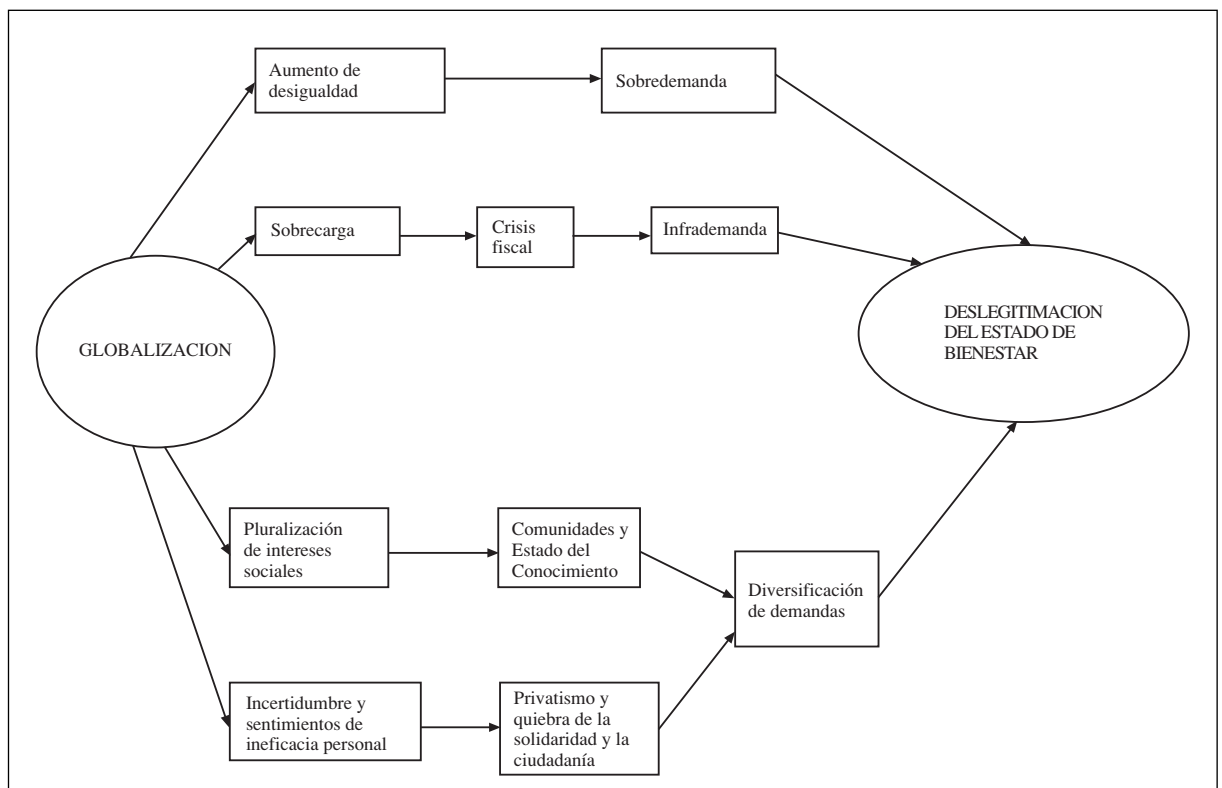 Aumento de
desigualdad
Sobredemanda
Sobrecarga
Crisis
fiscal
Infrademanda
GLOBALIZACION
DESLEGITIMACION
DEL ESTADO DE
BIENESTAR
Pluralización
de intereses
sociales
Comunidades y
Estado del
Conocimiento
Diversificación
de demandas
Incertidumbre y
sentimientos de
ineficacia personal
Privatismo y
quiebra de la
solidaridad y la
ciudadanía